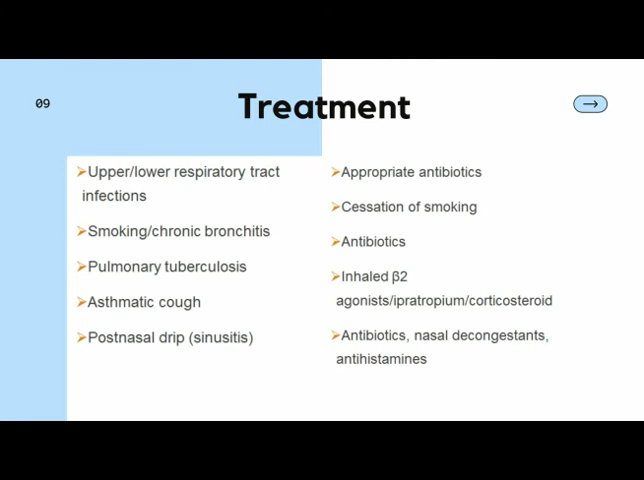 09
Treatment
➢Upper/lower respiratory tract
infections
➢Smoking/chronic bronchitis
➢Pulmonary tuberculosis
➢Asthmatic cough
➢Postnasal drip (sinusitis)
➢Appropriate antibiotics
➢Cessation of smoking
➢Antibiotics
➢Inhaled β2
agonists/ipratropium/corticosteroid
➢Antibiotics, nasal decongestants,
antihistamines